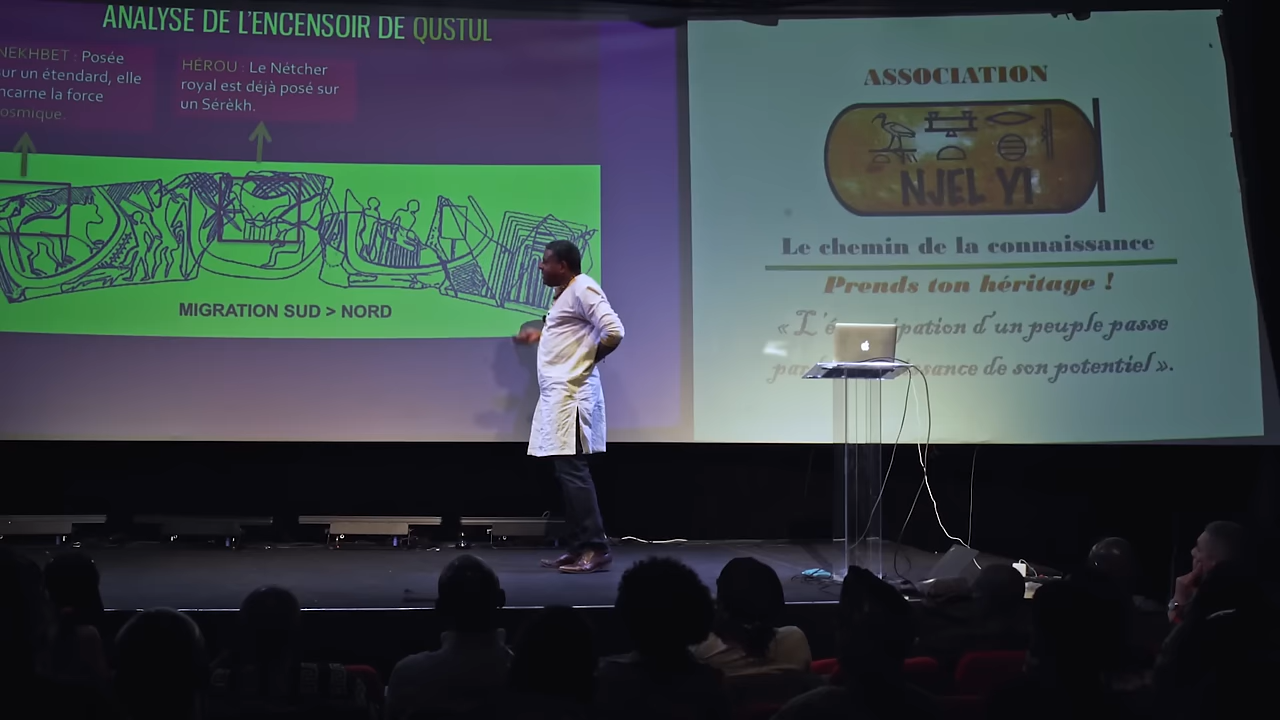 ANALYSE DE L'ENCENSOIR DE QUSTUL
NEKHBET : Posée
sur un étendard, elle
incarne la force
cosmique.
HÉROU : Le Nétcher
royal est déjà posé sur
un Sérèkh.
MIGRATION SUD > NORD
ASSOCIATION
NJEL YI
Le chemin de la connaissance
Prends ton héritage !
« L'é cipation d'un peuple passe
par sance de son potentiel ».